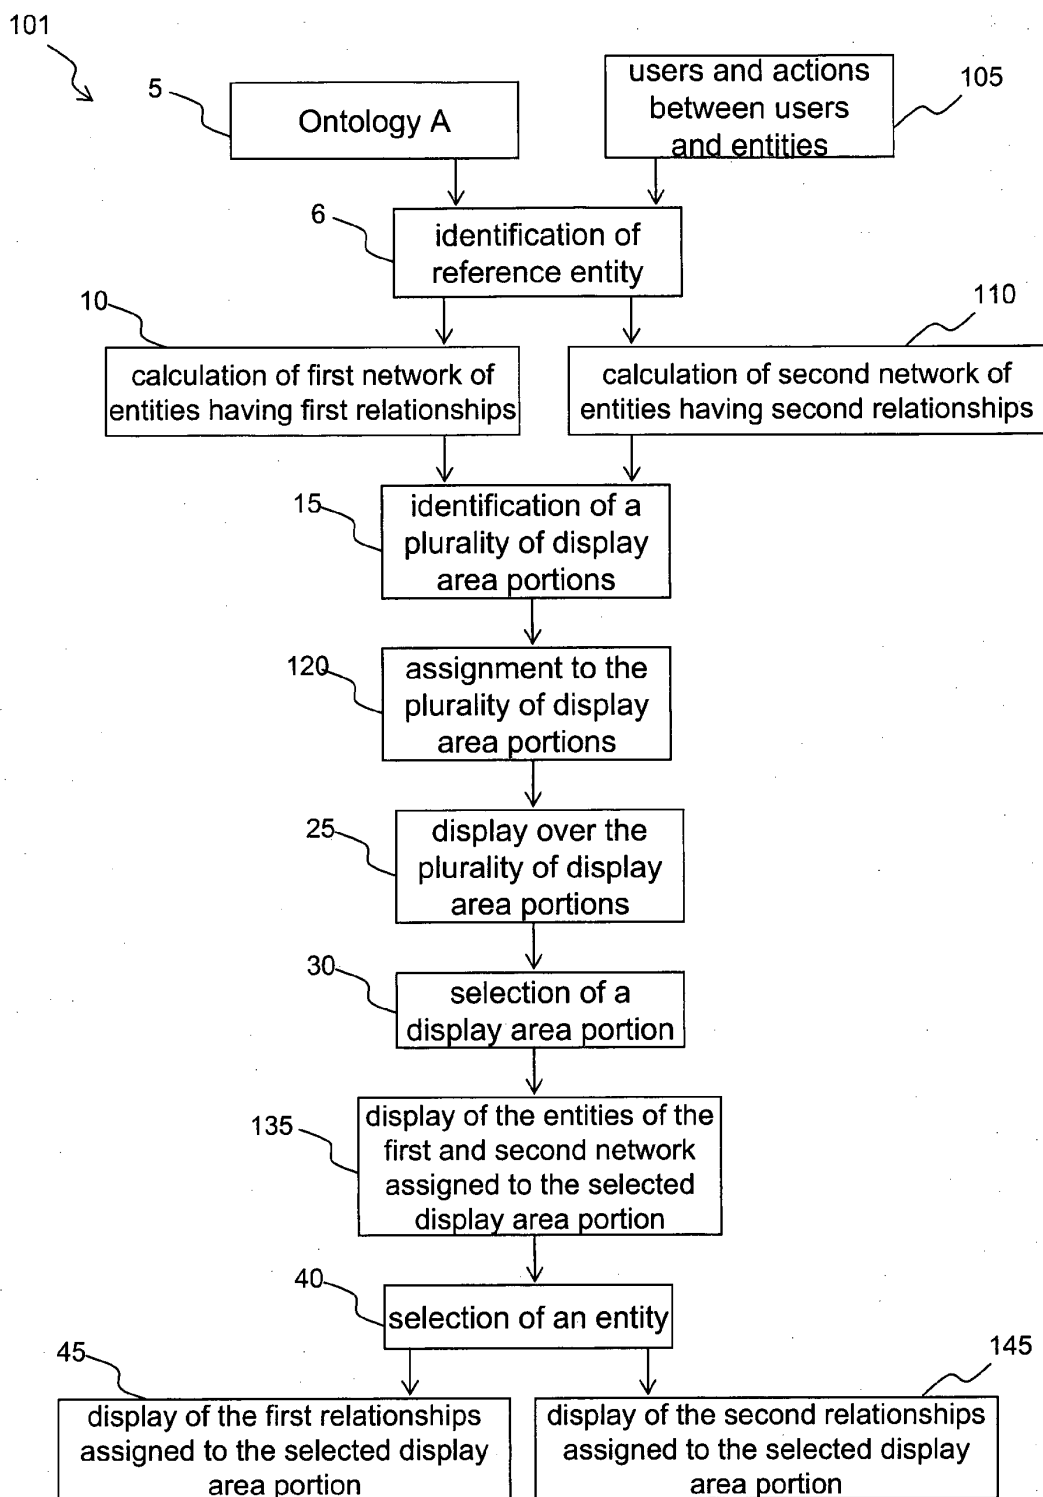 101
5
Ontology A
users and actions
between users
and entities
105
6
identification of
reference entity
10
calculation of first network of
entities having first relationships
110
calculation of second network of
entities having second relationships
15
identification of a
plurality of display
area portions
120
assignment to the
plurality of display
area portions
25
display over the
plurality of display
area portions
30
selection of a
display area portion
135
display of the entities of the
first and second network
assigned to the selected
display area portion
40
selection of an entity
45
display of the first relationships
assigned to the selected display
area portion
145
display of the second relationships
assigned to the selected display
area portion